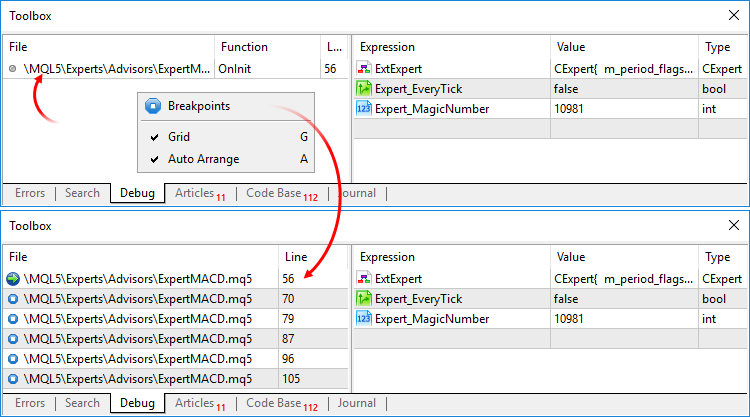 Toolbox
File Function L... Expression Value Type
\MQL5\Experts\Advisors\ExpertM... OnInit 56 ExtExpert CExpert{ m_period_flags... CExpert
Expert_EveryTick false bool
Breakpoints Expert_MagicNumber 10981 int
Grid G
Auto Arrange A
Errors Search Debug Articles 11 Code Base 112 Journal
Toolbox
File Line Expression Value Type
\MQL5\Experts\Advisors\ExpertMACD.mq5 56 ExtExpert CExpert{ m_period_flags... CExpert
\MQL5\Experts\Advisors\ExpertMACD.mq5 70 Expert_EveryTick false bool
\MQL5\Experts\Advisors\ExpertMACD.mq5 79 Expert_MagicNumber 10981 int
\MQL5\Experts\Advisors\ExpertMACD.mq5 87
\MQL5\Experts\Advisors\ExpertMACD.mq5 96
\MQL5\Experts\Advisors\ExpertMACD.mq5 105
Errors Search Debug Articles 11 Code Base 112 Journal